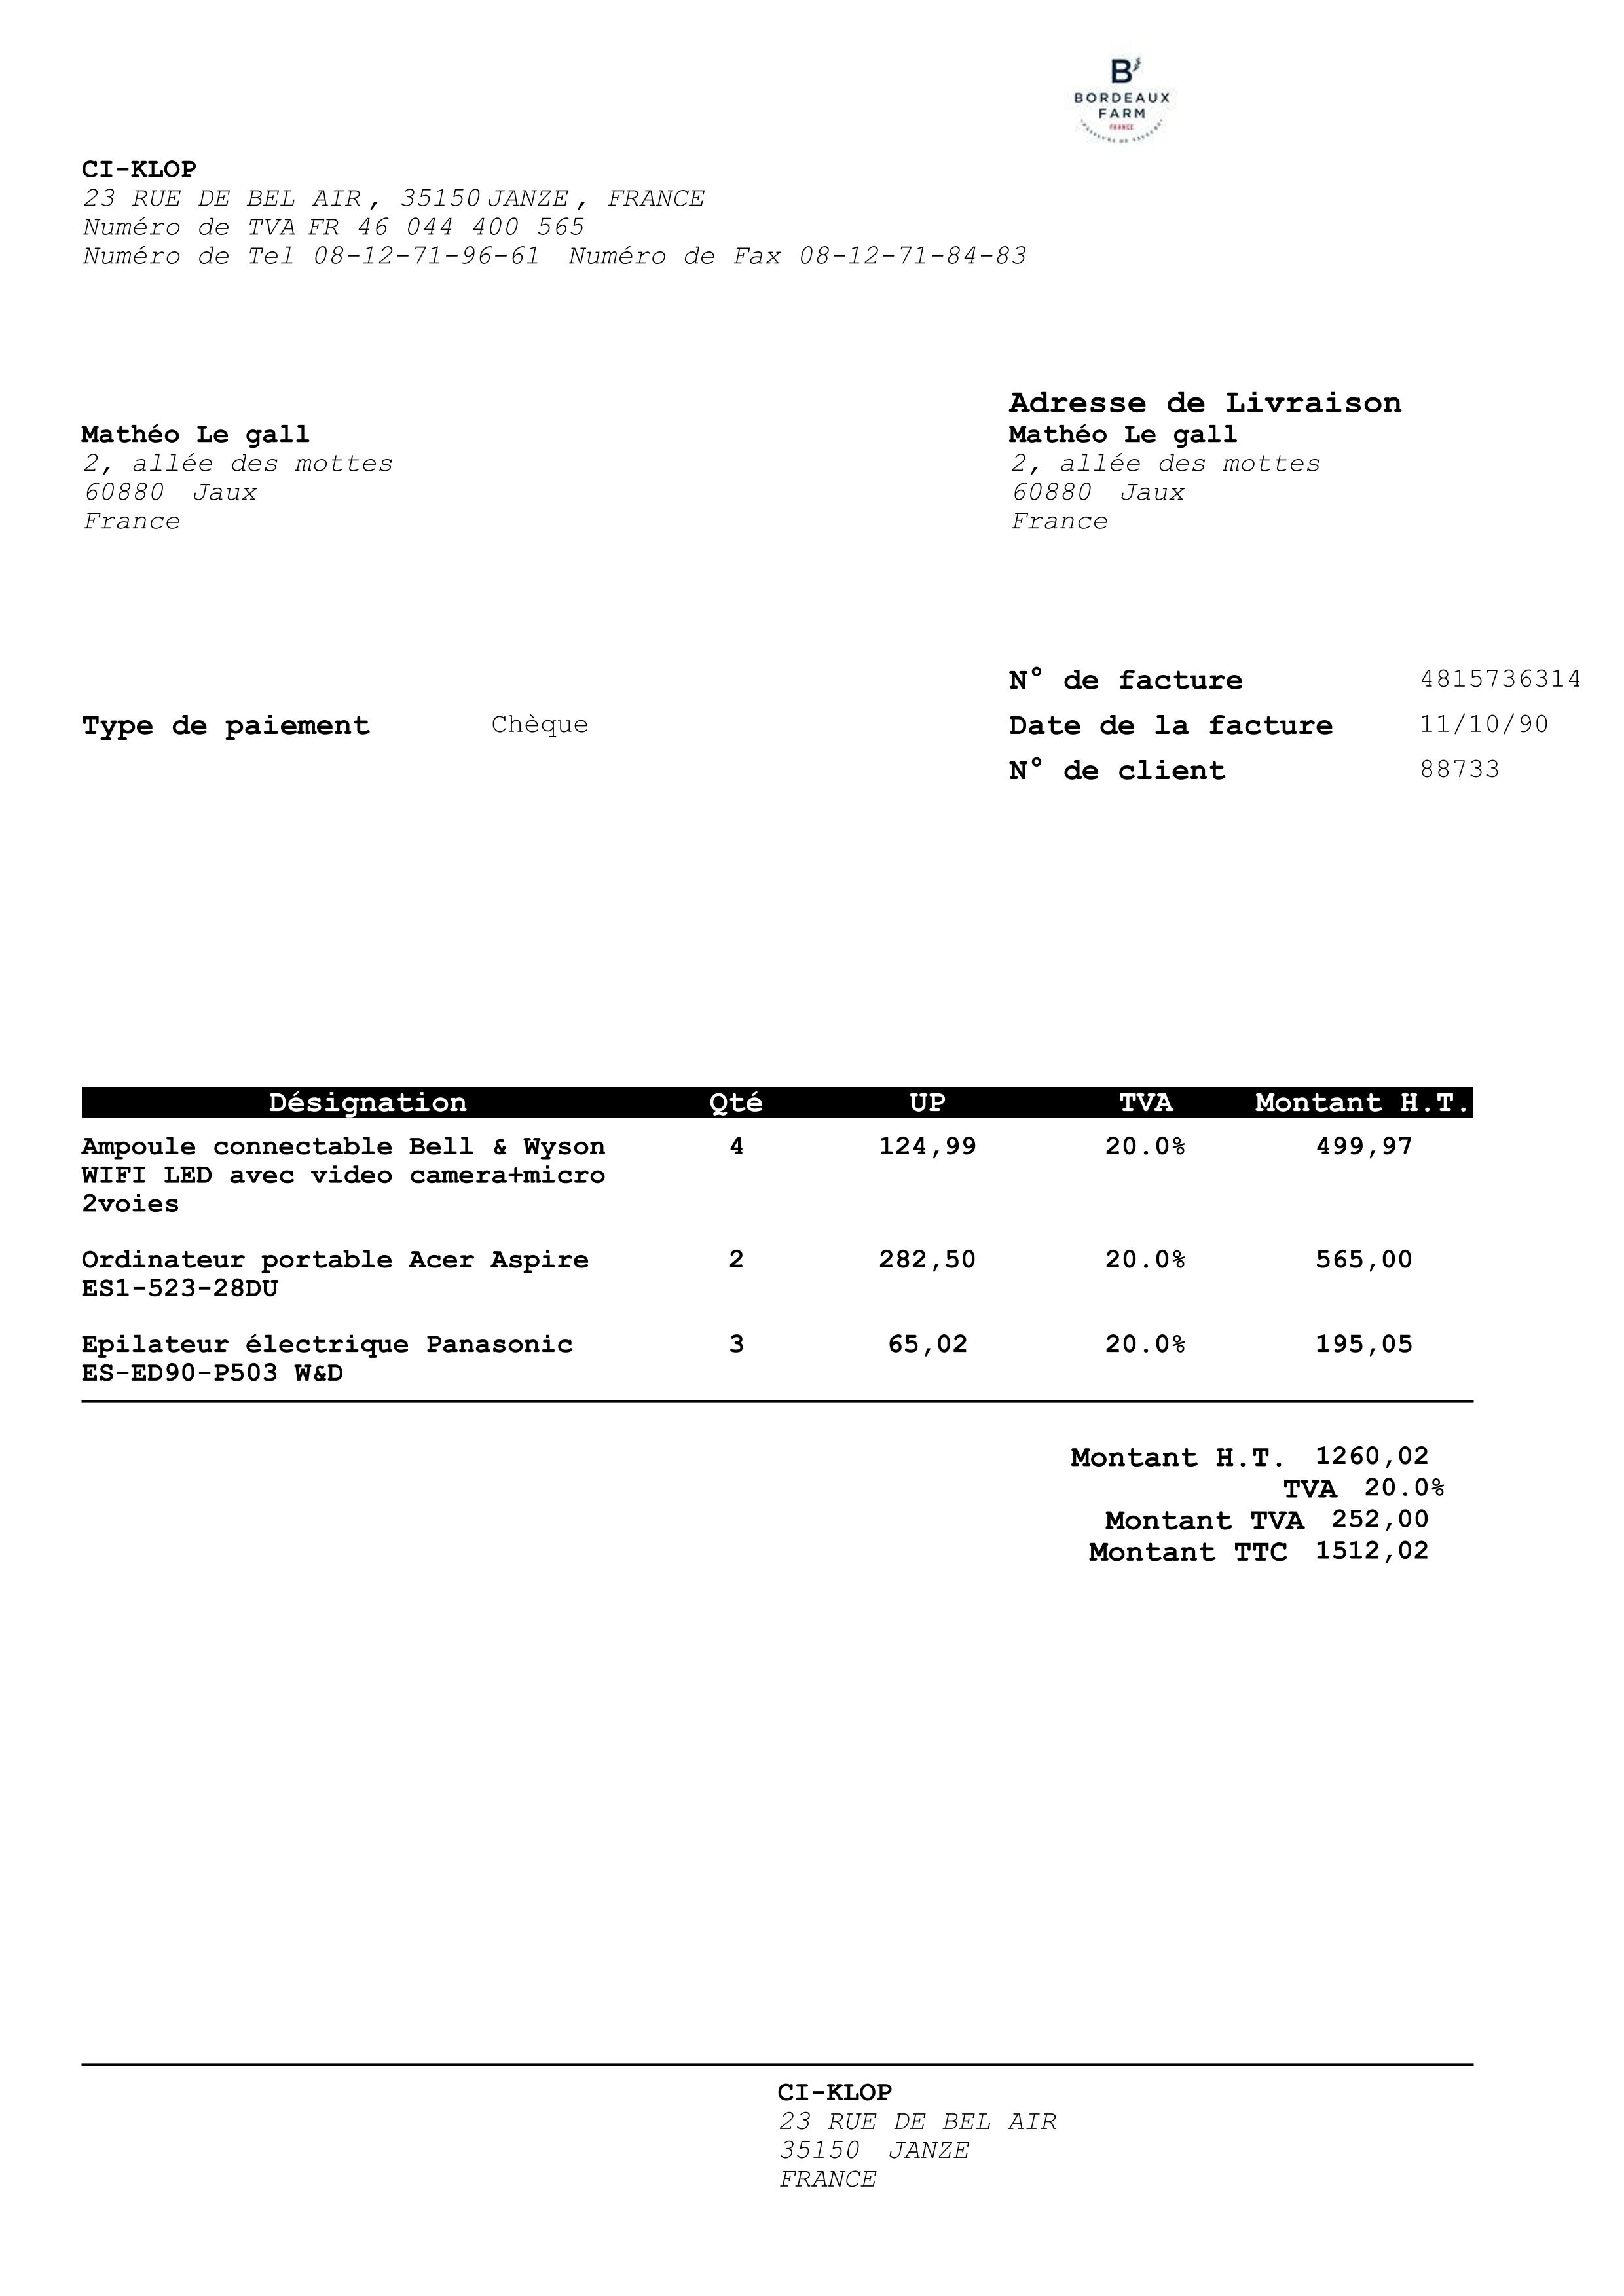 B
BORDEAUX
FARM
FRANCE
CI-KLOP
23 RUE DE BEL AIR, 35150 JANZE, FRANCE
Numéro de TVA FR 46 044 400 565
Numéro de Tel 08-12-71-96-61 Numéro de Fax 08-12-71-84-83
Mathéo Le gall
2, allée des mottes
60880 Jaux
France
Adresse de Livraison
Mathéo Le gall
2, allée des mottes
60880 Jaux
France
Type de paiement Chèque
N° de facture 4815736314
Date de la facture 11/10/90
N° de client 88733
Désignation Qté UP TVA Montant H.T.
Ampoule connectable Bell & Wyson 4 124,99 20.0% 499,97
WIFI LED avec video camera+micro
2voies
Ordinateur portable Acer Aspire 2 282,50 20.0% 565,00
ES1-523-28DU
Epilateur électrique Panasonic 3 65,02 20.0% 195,05
ES-ED90-P503 W&D
Montant H.T. 1260,02
TVA 20.0%
Montant TVA 252,00
Montant TTC 1512,02
CI-KLOP
23 RUE DE BEL AIR
35150 JANZE
FRANCE